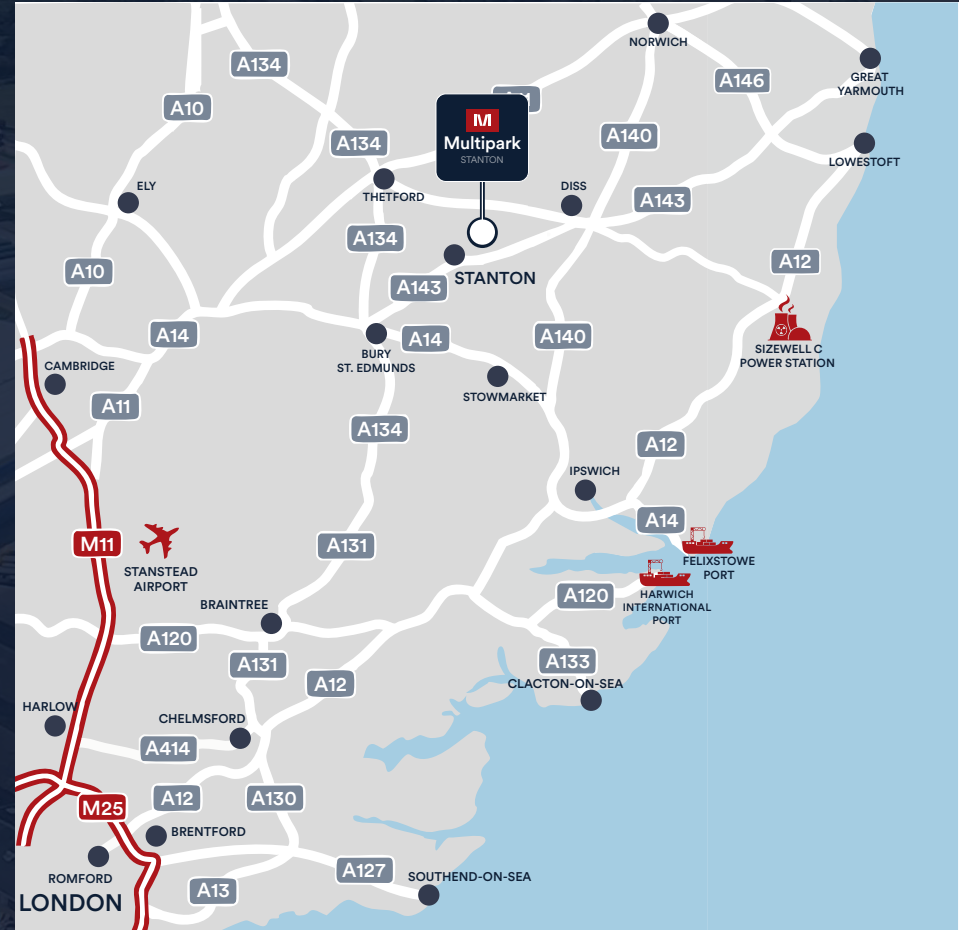 NORWICH
A134
A146
GREAT
YARMOUTH
A10
M
Multipark
STANTON
A140
A134
LOWESTOFT
ELY
THETFORD
DISS
A143
A134
A10
A12
STANTON
A143
A14
A14
A140
BURY
ST. EDMUNDS
SIZEWELL C
POWER STATION
CAMBRIDGE
STOWMARKET
A11
A134
A12
IPSWICH
A14
M11
A131
FELIXSTOWE
PORT
STANSTEAD
AIRPORT
A120
HARWICH
INTERNATIONAL
PORT
BRAINTREE
A120
A131
A133
A12
CLACTON-ON-SEA
HARLOW
CHELMSFORD
A414
A12
A130
M25
BRENTFORD
ROMFORD
A127
SOUTHEND-ON-SEA
A13
LONDON